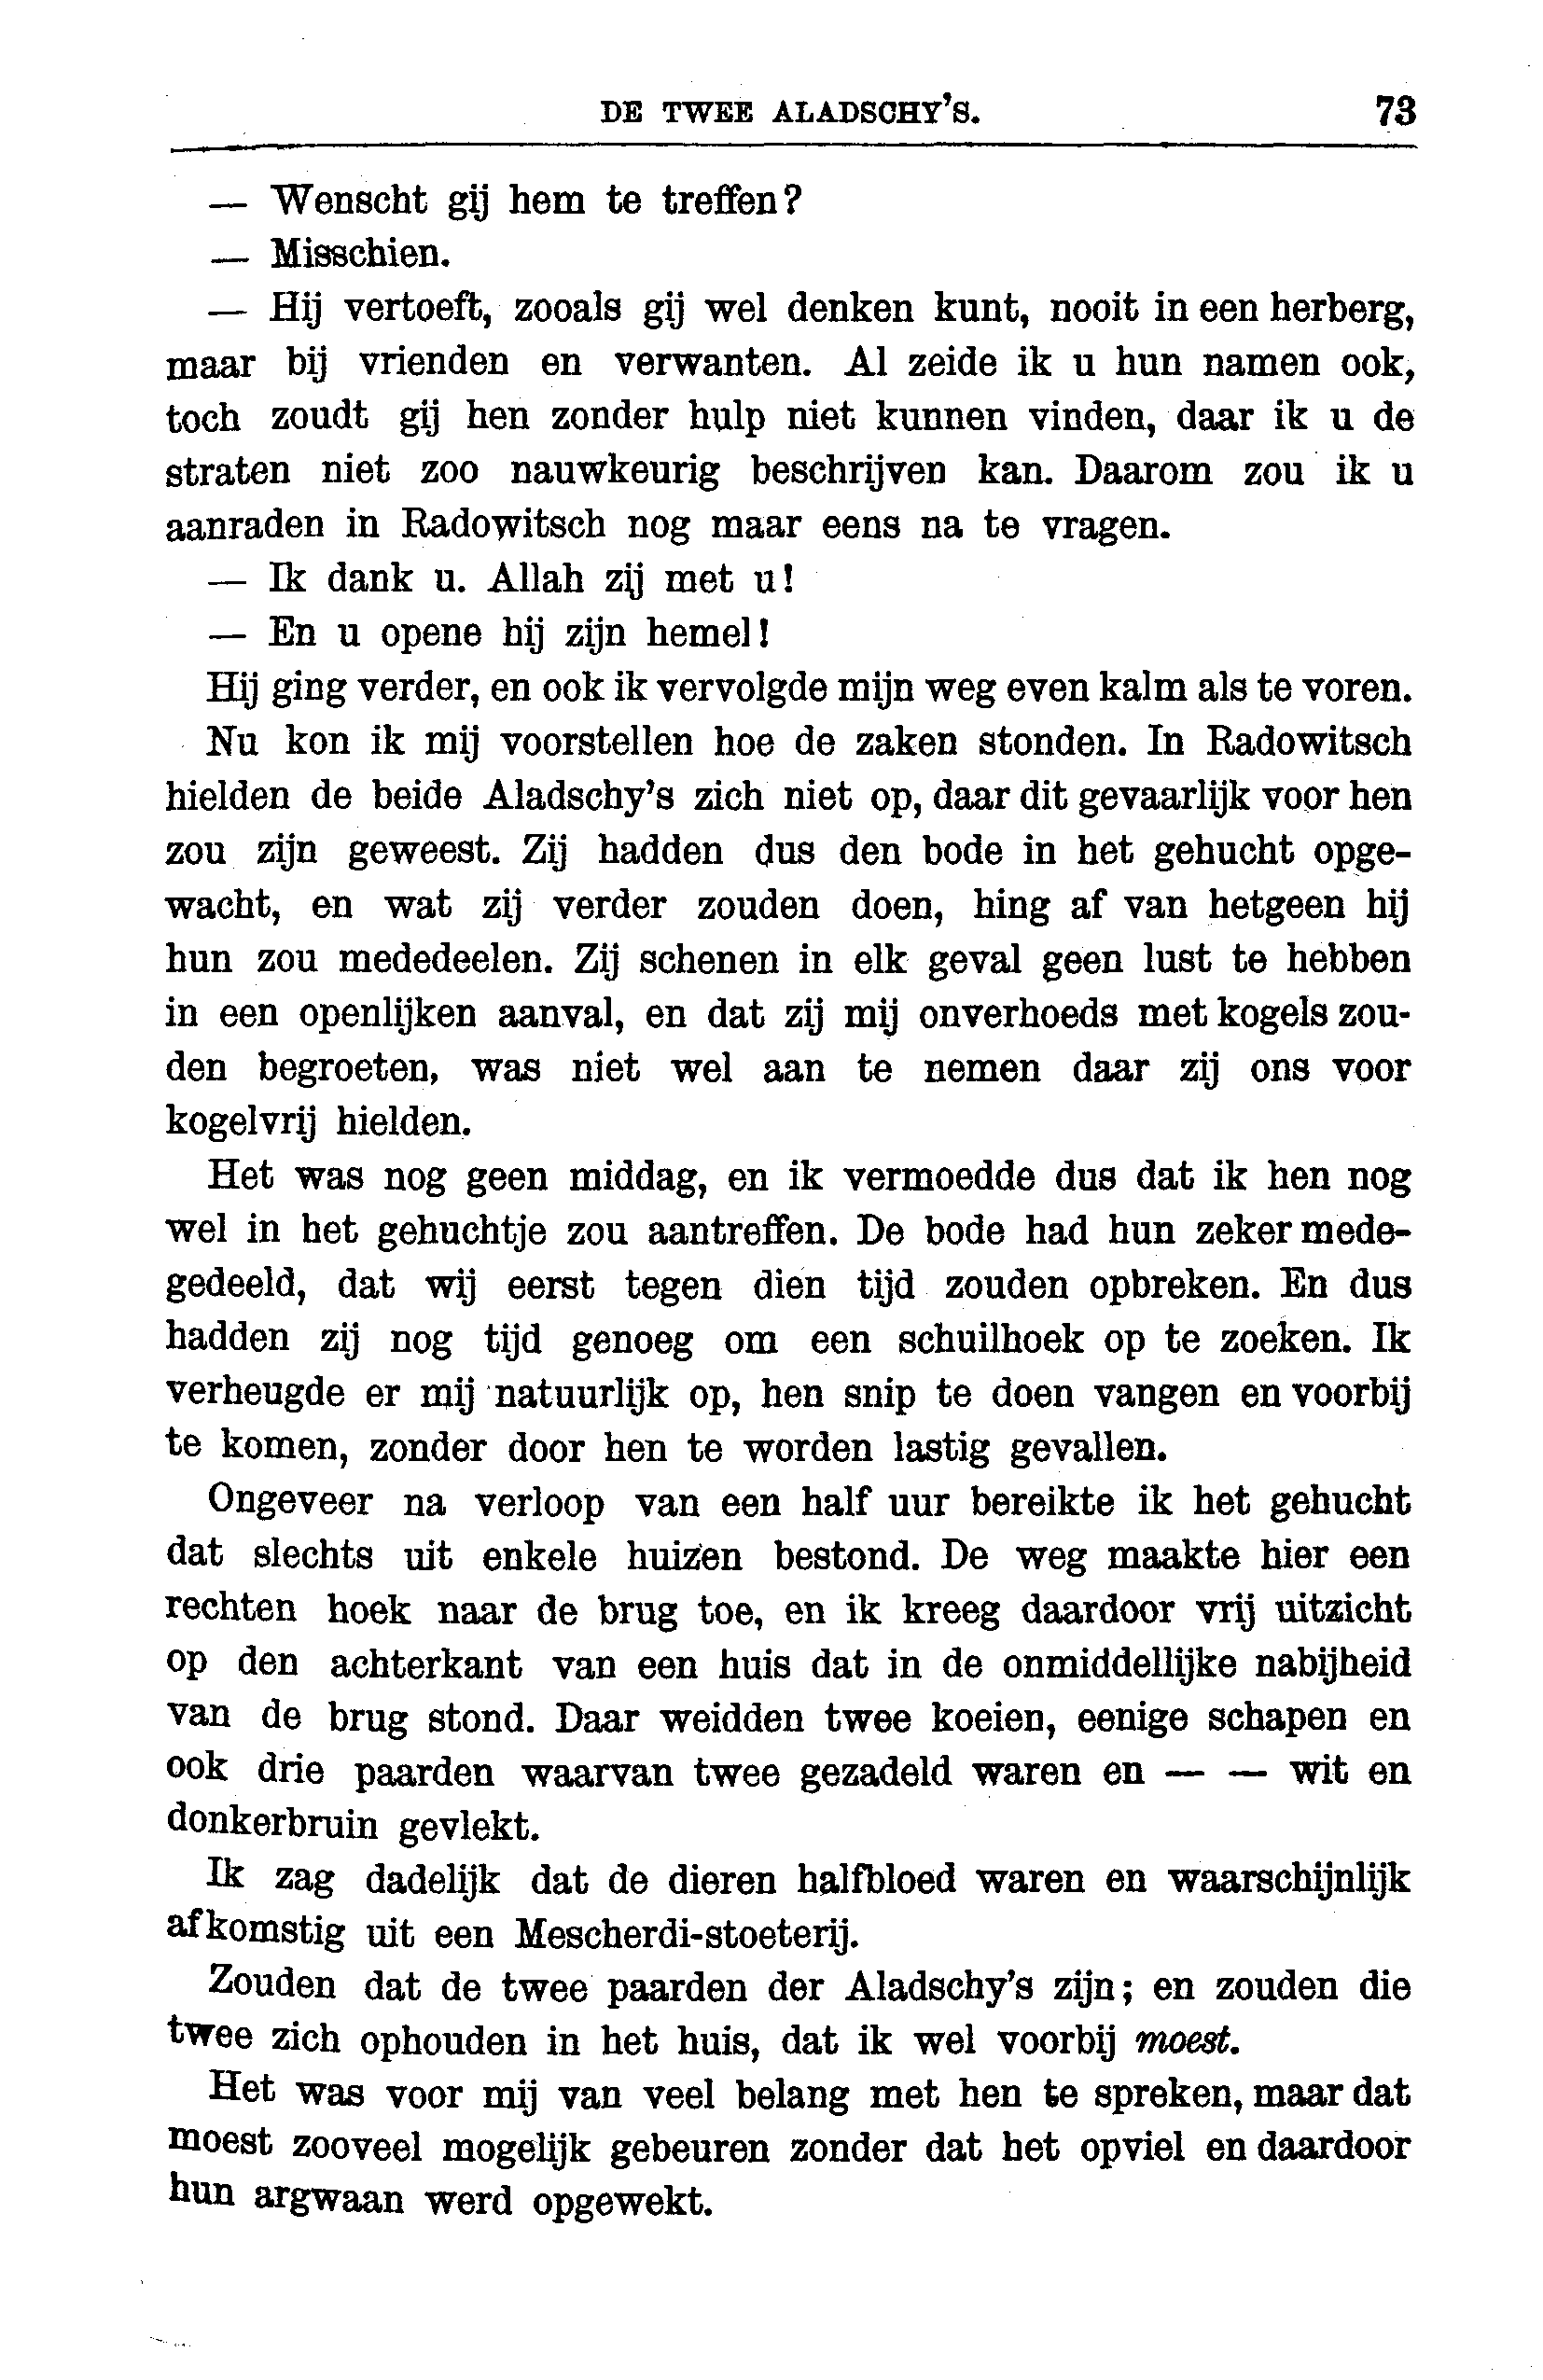 DE TWEE ALADSCHY'S. 73
— Wenscht gij hem te treffen?
— Misschien.
— Hij vertoeft, zooals gij wel denken kunt, nooit in een herberg,
maar bij vrienden en verwanten. Al zeide ik u hun namen ook,
toch zoudt gij hen zonder hulp niet kunnen vinden, daar ik u de
straten niet zoo nauwkeurig beschrijven kan. Daarom zou ik u
aanraden in Radowitsch nog maar eens na te vragen.
— Ik dank u. Allah zij met u!
— En u opene hij zijn hemel!
Hij ging verder, en ook ik vervolgde mijn weg even kalm als te voren.
Nu kon ik mij voorstellen hoe de zaken stonden. In Radowitsch
hielden de beide Aladschy's zich niet op, daar dit gevaarlijk voor hen
zou zijn geweest. Zij hadden dus den bode in het gehucht opge-
wacht, en wat zij verder zouden doen, hing af van hetgeen hij
hun zou mededeelen. Zij schenen in elk geval geen lust te hebben
in een openlijken aanval, en dat zij mij onverhoeds met kogels zou-
den begroeten, was niet wel aan te nemen daar zij ons voor
kogelvrij hielden.
Het was nog geen middag, en ik vermoedde dus dat ik hen nog
wel in het gehuchtje zou aantreffen. De bode had hun zeker mede-
gedeeld, dat wij eerst tegen dien tijd zouden opbreken. En dus
hadden zij nog tijd genoeg om een schuilhoek op te zoeken. Ik
verheugde er mij natuurlijk op, hen snip te doen vangen en voorbij
te komen, zonder door hen te worden lastig gevallen.
Ongeveer na verloop van een half uur bereikte ik het gehucht
dat slechts uit enkele huizen bestond. De weg maakte hier een
rechten hoek naar de brug toe, en ik kreeg daardoor vrij uitzicht
op den achterkant van een huis dat in de onmiddellijke nabijheid
van de brug stond. Daar weidden twee koeien, eenige schapen en
ook drie paarden waarvan twee gezadeld waren en — — wit en
donkerbruin gevlekt.
Ik zag dadelijk dat de dieren halfbloed waren en waarschijnlijk
afkomstig uit een Mescherdi-stoeterij.
Zouden dat de twee paarden der Aladschy's zijn; en zouden die
twee zich ophouden in het huis, dat ik wel voorbij moest.
Het was voor mij van veel belang met hen te spreken, maar dat
moest zooveel mogelijk gebeuren zonder dat het opviel en daardoor
hun argwaan werd opgewekt.